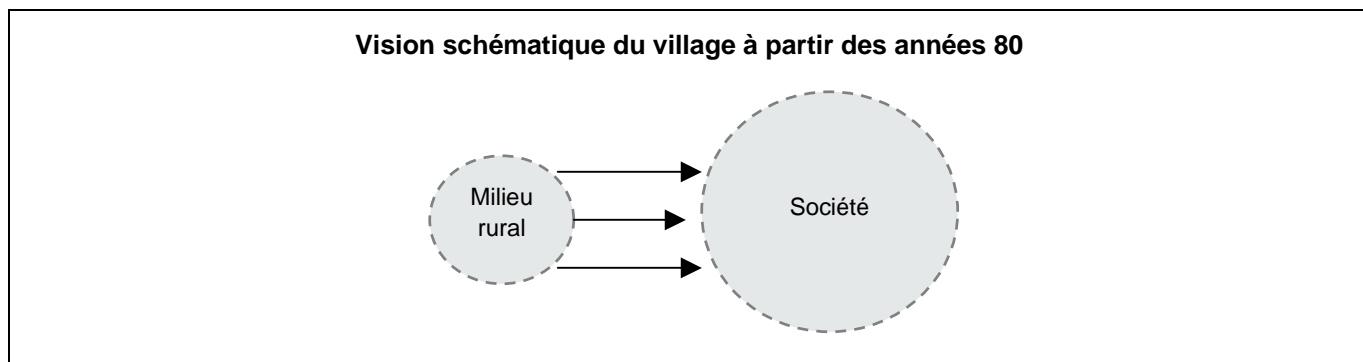 Vision schématique du village à partir des années 80
Milieu
rural
Société